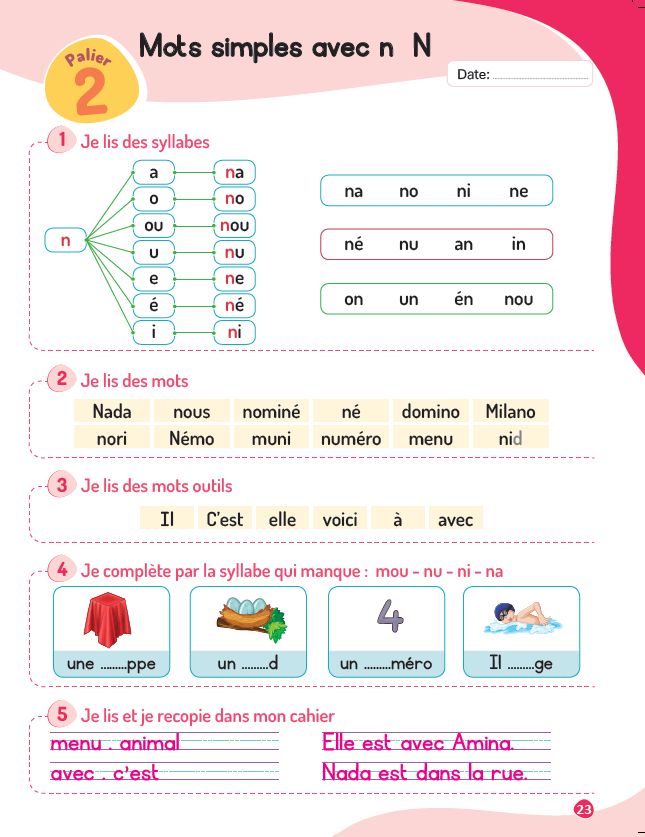 Mots simples avec n N
Palier
2
Date: ........................
1 Je lis des syllabes
n
a na
o no
ou nou
u nu
e ne
é né
i ni
na no ni ne
né nu an in
on un én nou
2 Je lis des mots
Nada nous nominé né domino Milano
nori Némo muni numéro menu nid
3 Je lis des mots outils
Il C'est elle voici à avec
4 Je complète par la syllabe qui manque : mou - nu - ni - na
4
une .........ppe un .........d un .........méro Il .........ge
5 Je lis et je recopie dans mon cahier
menu . animal
avec . c'est
Elle est avec Amina.
Nada est dans la rue.
23